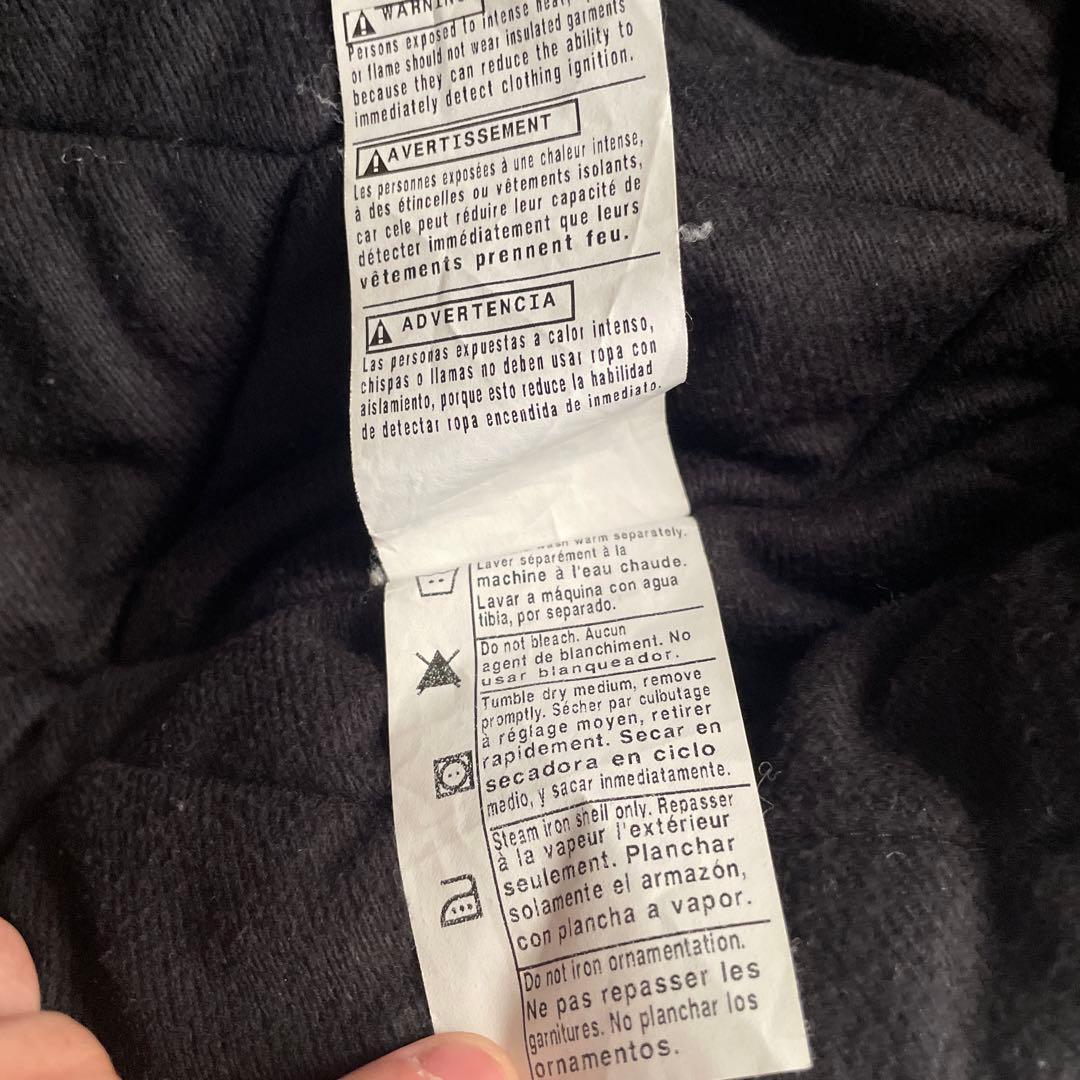 WARNING
Persons exposed to intense heat,
or flame should not wear insulated garments
because they can reduce the ability to
immediately detect clothing ignition.
AVERTISSEMENT
Les personnes exposées à une chaleur intense,
à des étincelles ou vêtements isolants,
car cele peut réduire leur capacité de
détecter immédiatement que leurs
vêtements prennent feu.
ADVERTENCIA
Las personas expuestas a calor intenso,
chispas o llamas no deben usar ropa con
aislamiento, porque esto reduce la habilidad
de detectar ropa encendida de inmediato.
wash warm separately.
Laver séparément à la
machine à l'eau chaude.
Lavar a máquina con agua
tibia, por separado.
Do not bleach. Aucun
agent de blanchiment. No
usar blanqueador.
Tumble dry medium, remove
promptly. Sécher par culbutage
à réglage moyen, retirer
rapidement. Secar en
secadora en ciclo
medio, y sacar inmediatamente.
Steam iron shell only. Repasser
à la vapeur l'extérieur
seulement. Planchar
solamente el armazón,
con plancha a vapor.
Do not iron ornamentation.
Ne pas repasser les
garnitures. No planchar los
ornamentos.